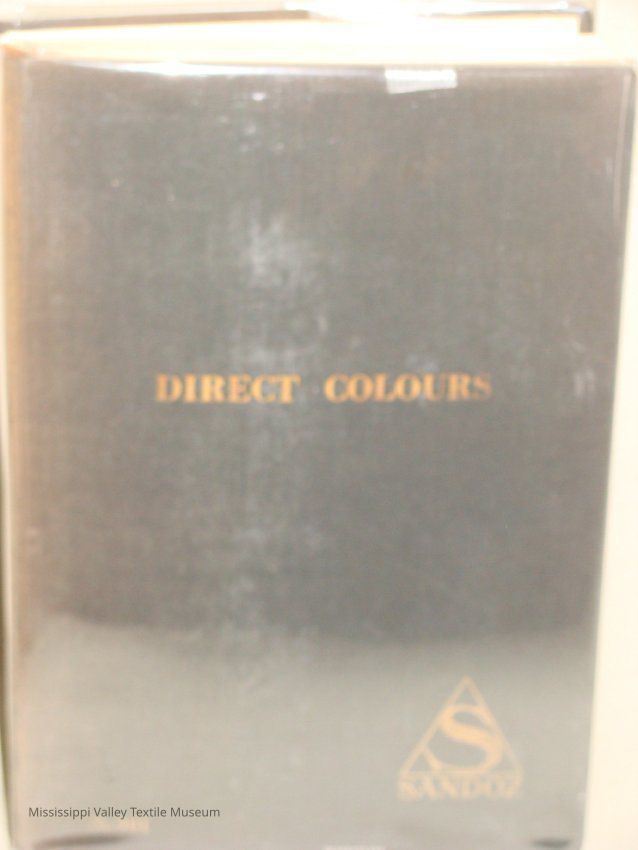 DIRECT COLOURS
S
SANDOZ
Mississippi Valley Textile Museum